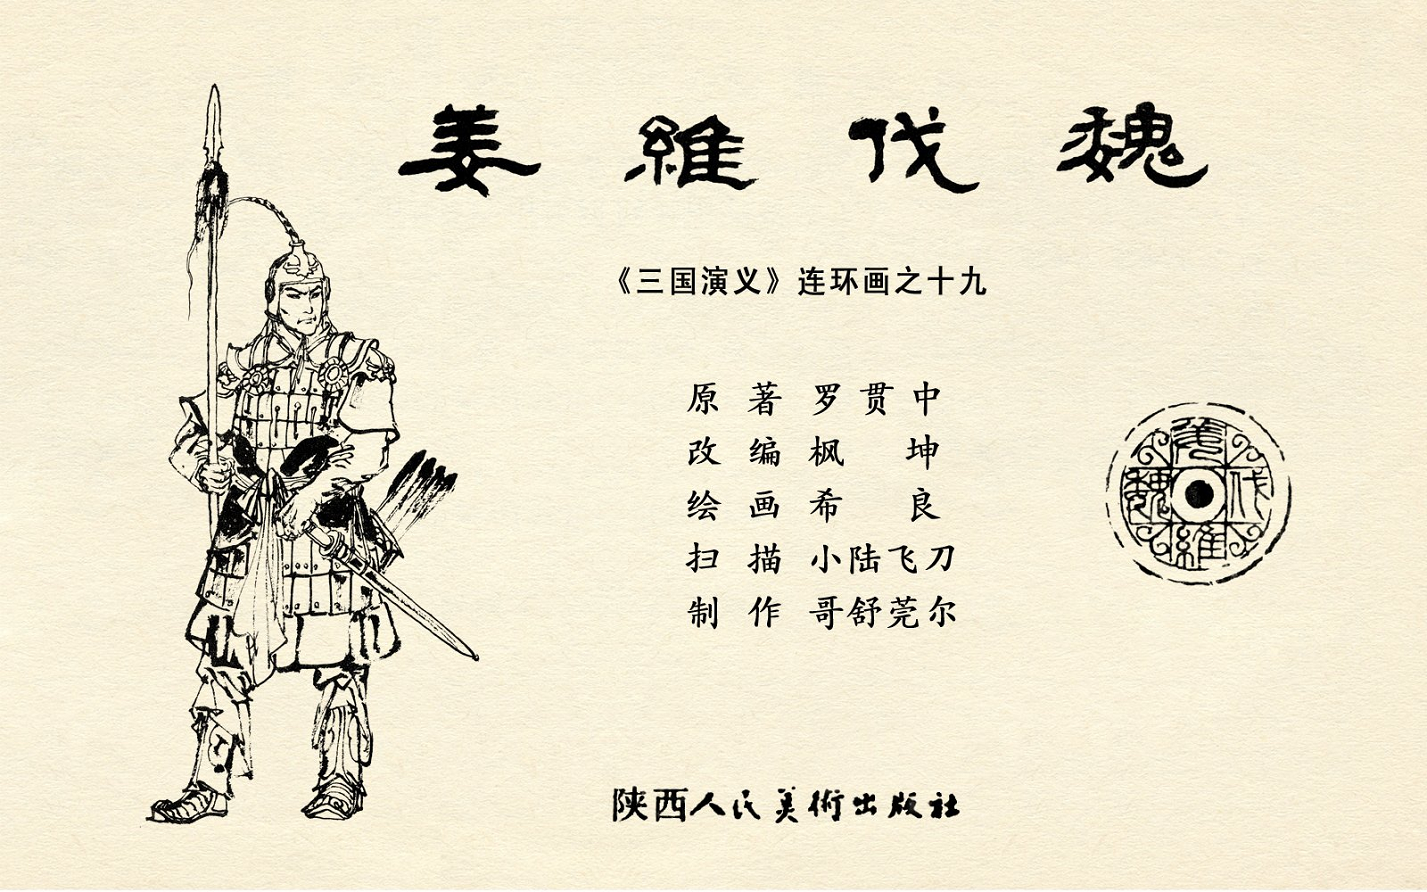 姜維伐魏
《三国演义》连环画之十九
原著 罗贯中
改编 枫坤
绘画 希良
扫描 小陆飞刀
制作 哥舒莞尔
姜伐維魏
陕西人民美術出版社